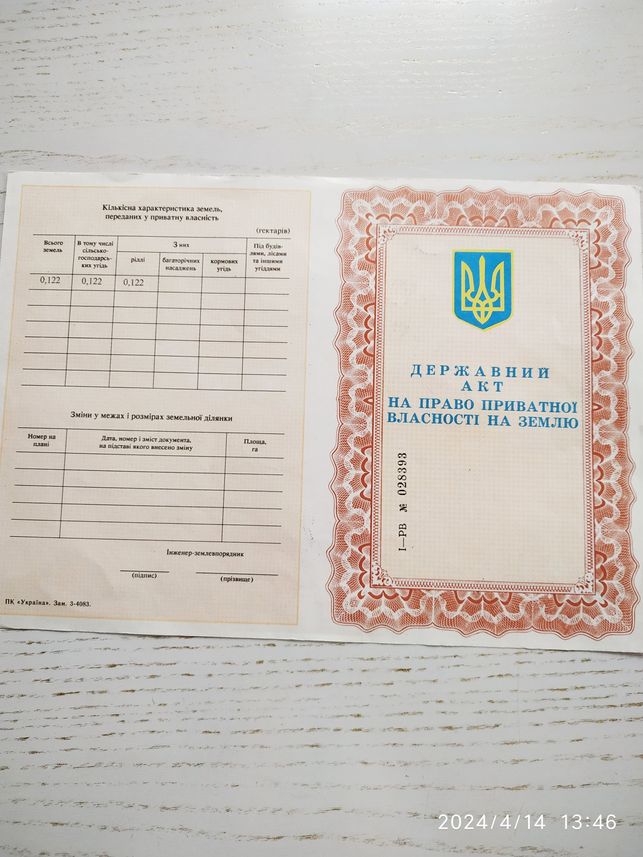 Кількісна характеристика земель,
переданих у приватну власність
(гектарів)
Всього
земель
В тому числі
сільсько-
господарсь-
ких угідь
З них
ріллі
багаторічних
насаджень
кормових
угідь
Під будів-
лями, лісами
та іншими
угіддями
0,122 0,122 0,122
Зміни у межах і розмірах земельної ділянки
Номер на
плані
Дата, номер і зміст документа,
на підставі якого внесено зміну
Площа,
га
Інженер-землевпорядник
(підпис) (прізвище)
ПК «Україна». Зам. 3-4083.
ДЕРЖАВНИЙ
АКТ
НА ПРАВО ПРИВАТНОЇ
ВЛАСНОСТІ НА ЗЕМЛЮ
І—РВ № 028393
2024/4/14 13:46